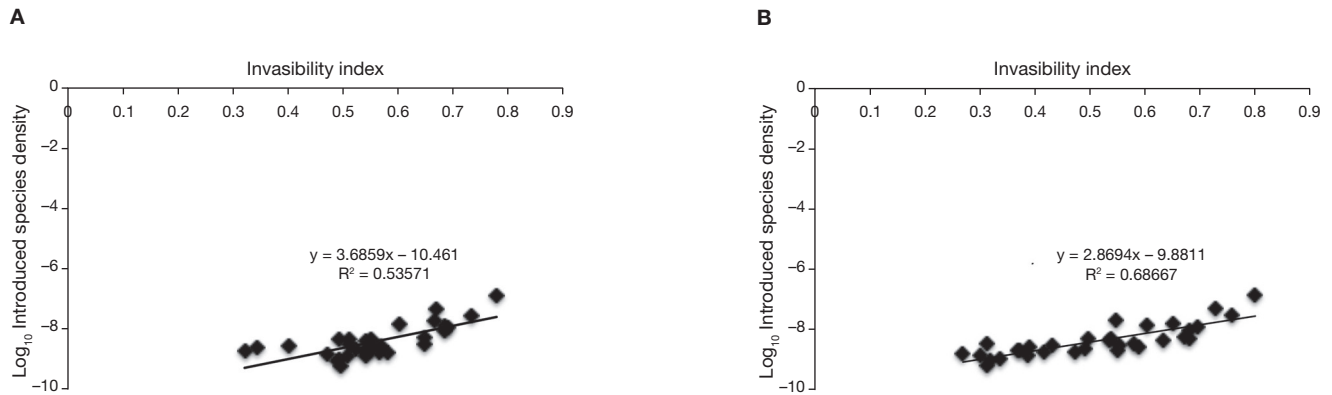 A
Invasibility index
0
0 0.1 0.2 0.3 0.4 0.5 0.6 0.7 0.8 0.9
−2
−4
−6
−8
−10
Log₁₀ Introduced species density
y = 3.6859x − 10.461
R² = 0.53571
B
Invasibility index
0
0 0.1 0.2 0.3 0.4 0.5 0.6 0.7 0.8 0.9
−2
−4
−6
−8
−10
Log₁₀ Introduced species density
y = 2.8694x − 9.8811
R² = 0.68667